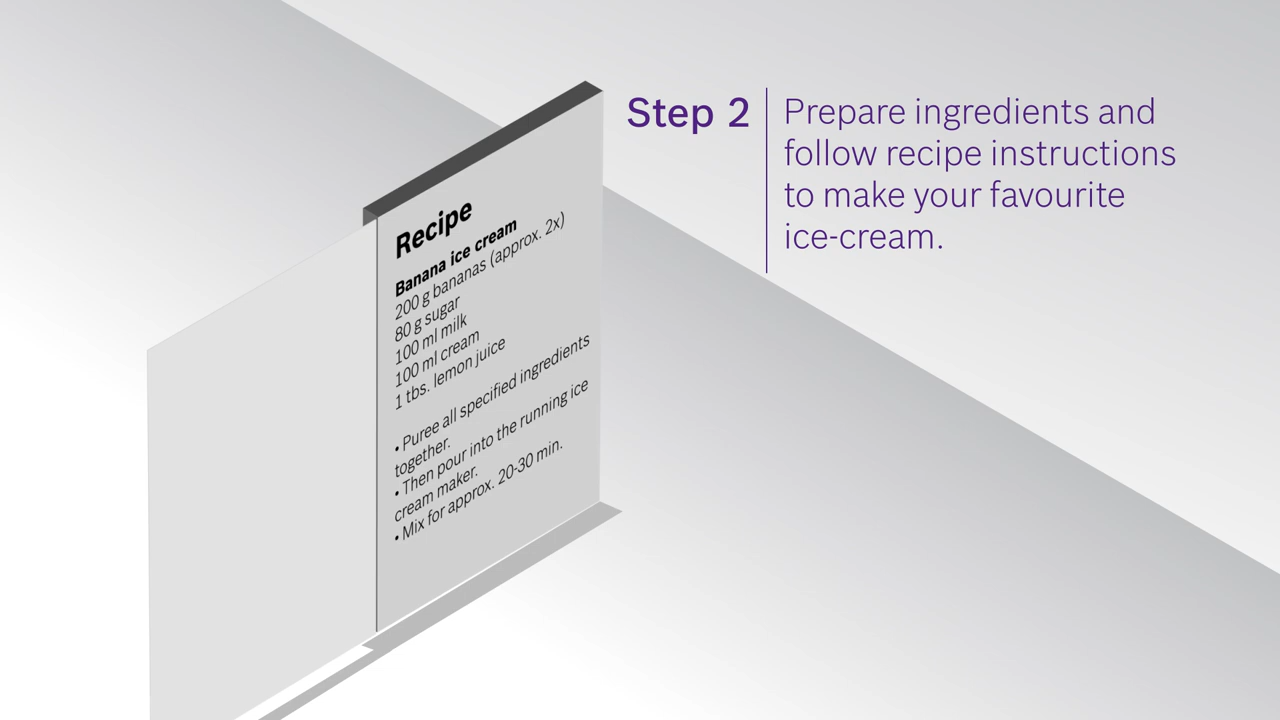 Recipe
Banana ice cream
200 g bananas (approx. 2x)
80 g sugar
100 ml milk
100 ml cream
1 tbs. lemon juice
• Puree all specified ingredients
together.
• Then pour into the running ice
cream maker.
• Mix for approx. 20-30 min.
Step 2
Prepare ingredients and
follow recipe instructions
to make your favourite
ice-cream.